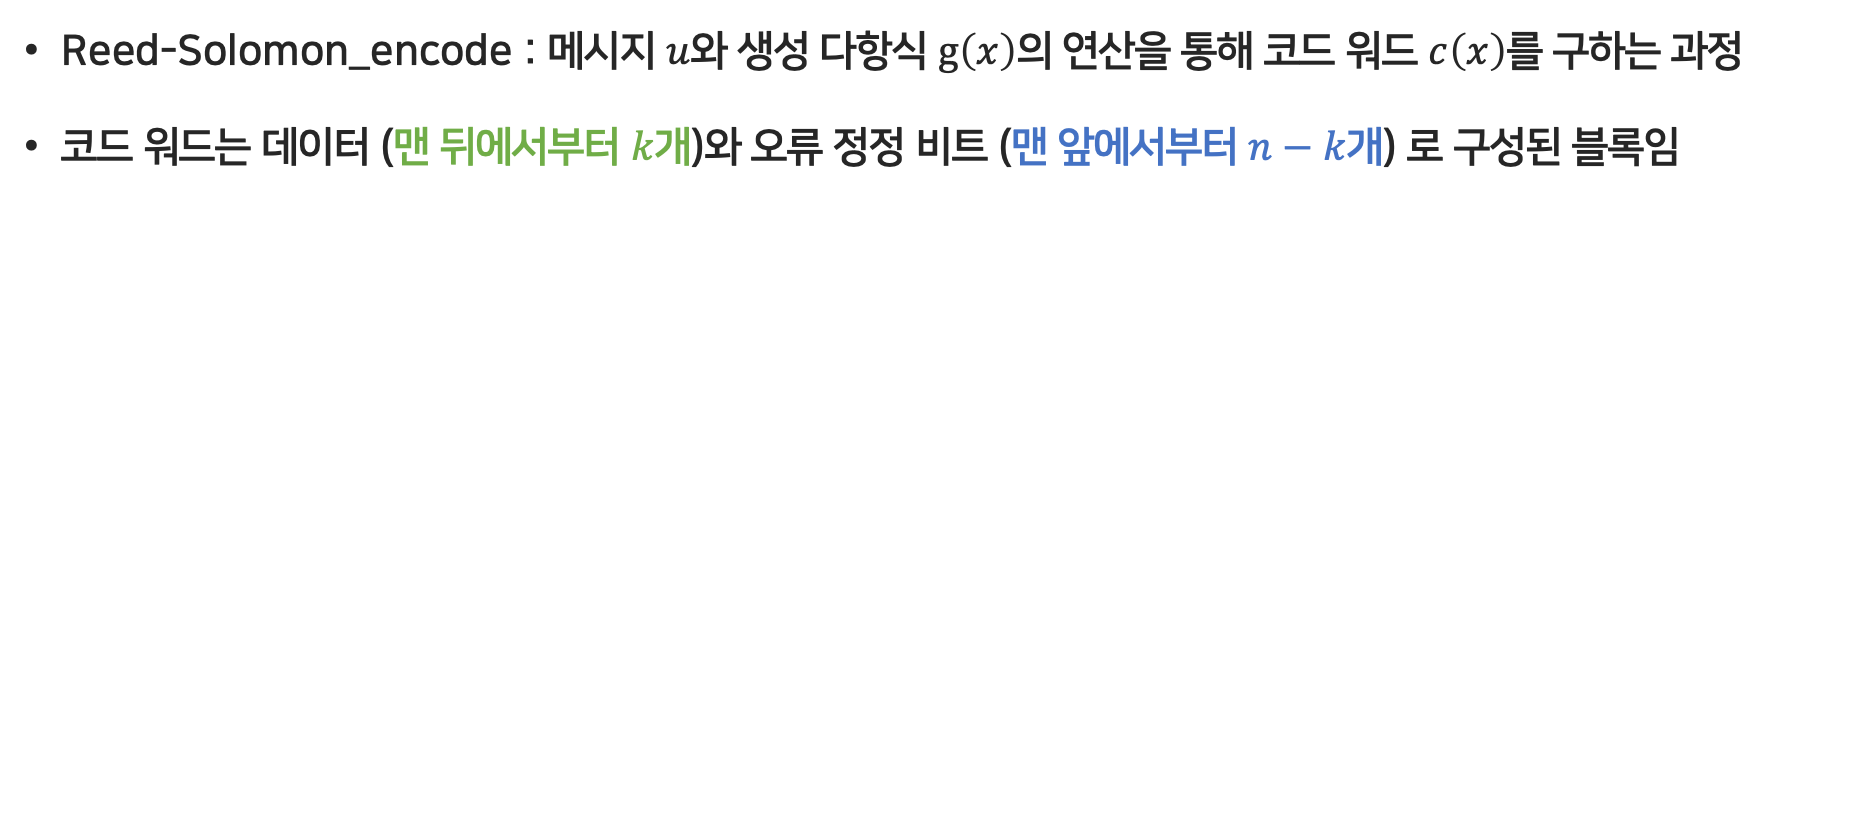 • Reed-Solomon_encode : 메시지 u와 생성 다항식 g(x)의 연산을 통해 코드 워드 c(x)를 구하는 과정
• 코드 워드는 데이터 (맨 뒤에서부터 k개)와 오류 정정 비트 (맨 앞에서부터 n − k개) 로 구성된 블록임